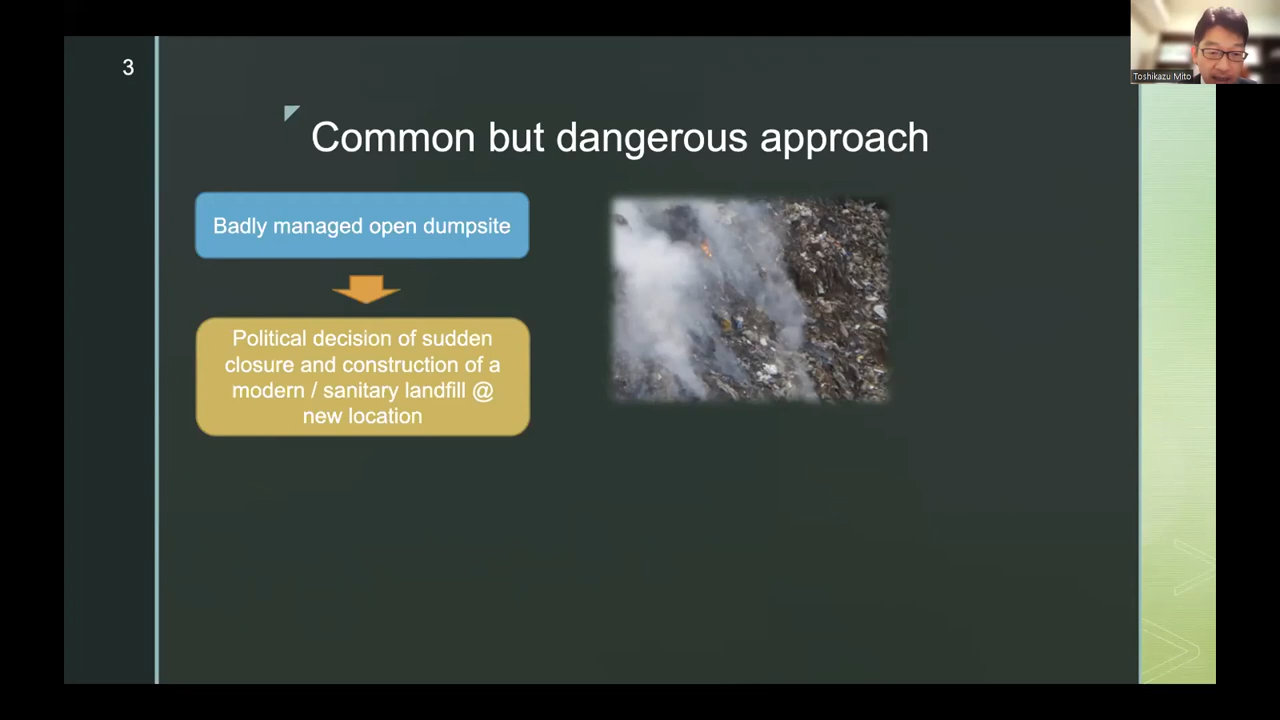 3
Toshikazu Mito
Common but dangerous approach
Badly managed open dumpsite
Political decision of sudden
closure and construction of a
modern / sanitary landfill @
new location